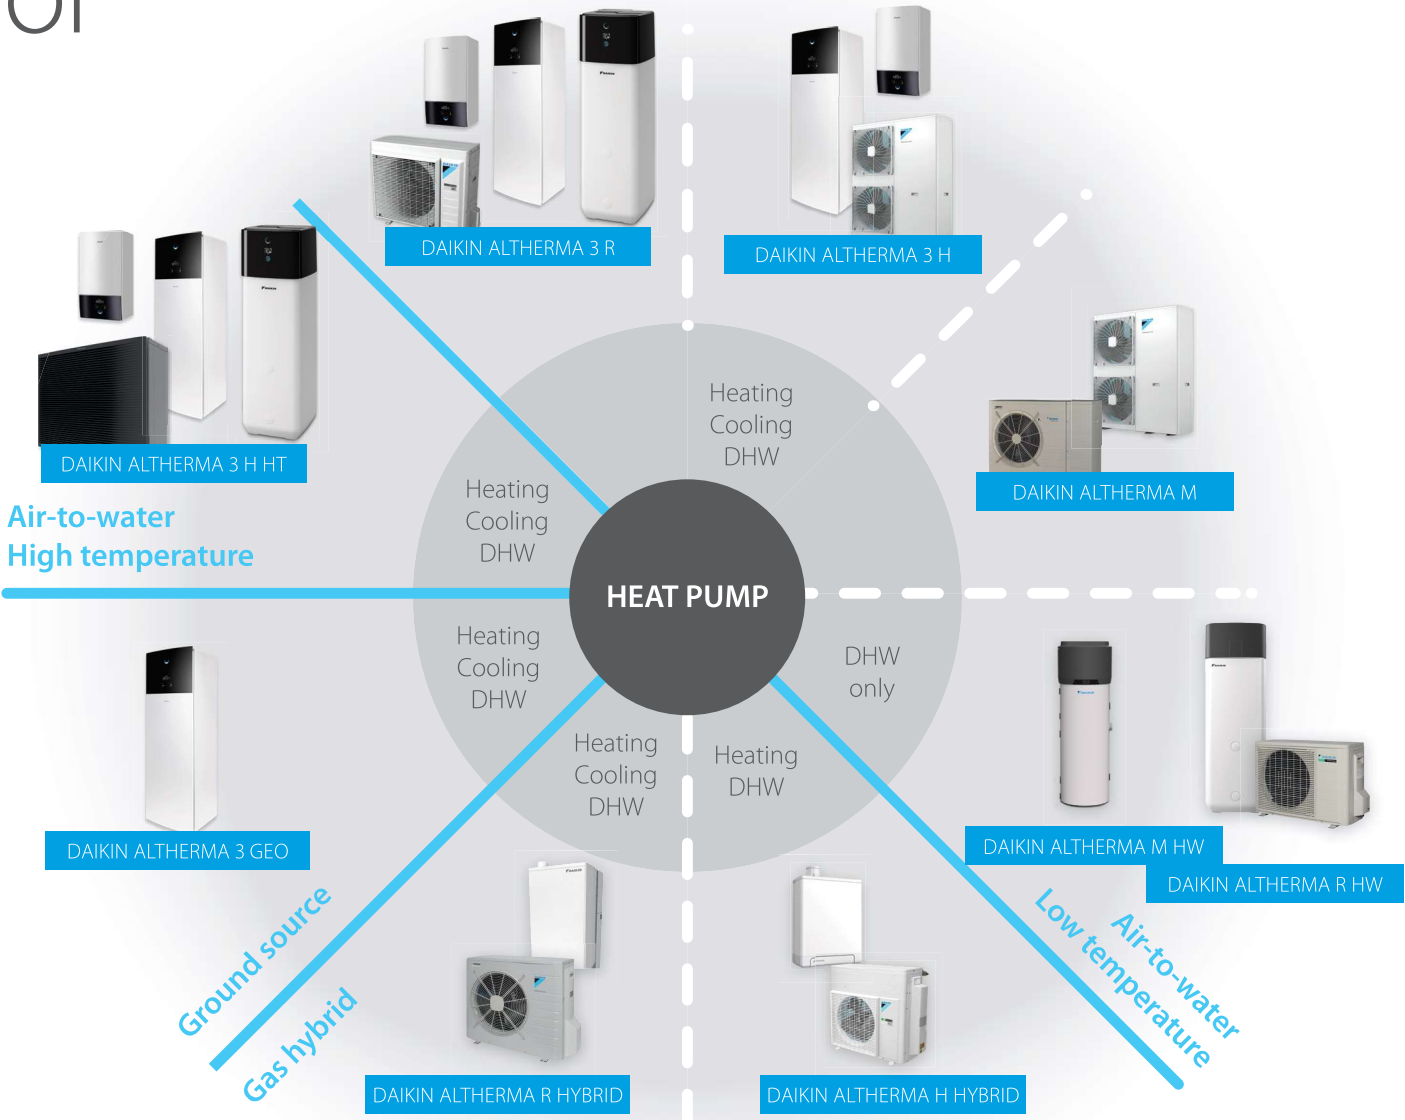 or
DAIKIN ALTHERMA 3 R
DAIKIN ALTHERMA 3 H
DAIKIN ALTHERMA 3 H HT
DAIKIN ALTHERMA M
Air-to-water
High temperature
Heating
Cooling
DHW
Heating
Cooling
DHW
HEAT PUMP
Heating
Cooling
DHW
DHW
only
Heating
Cooling
DHW
Heating
DHW
DAIKIN ALTHERMA 3 GEO
DAIKIN ALTHERMA M HW
DAIKIN ALTHERMA R HW
Ground source
Gas hybrid
Air-to-water
Low temperature
DAIKIN ALTHERMA R HYBRID
DAIKIN ALTHERMA H HYBRID